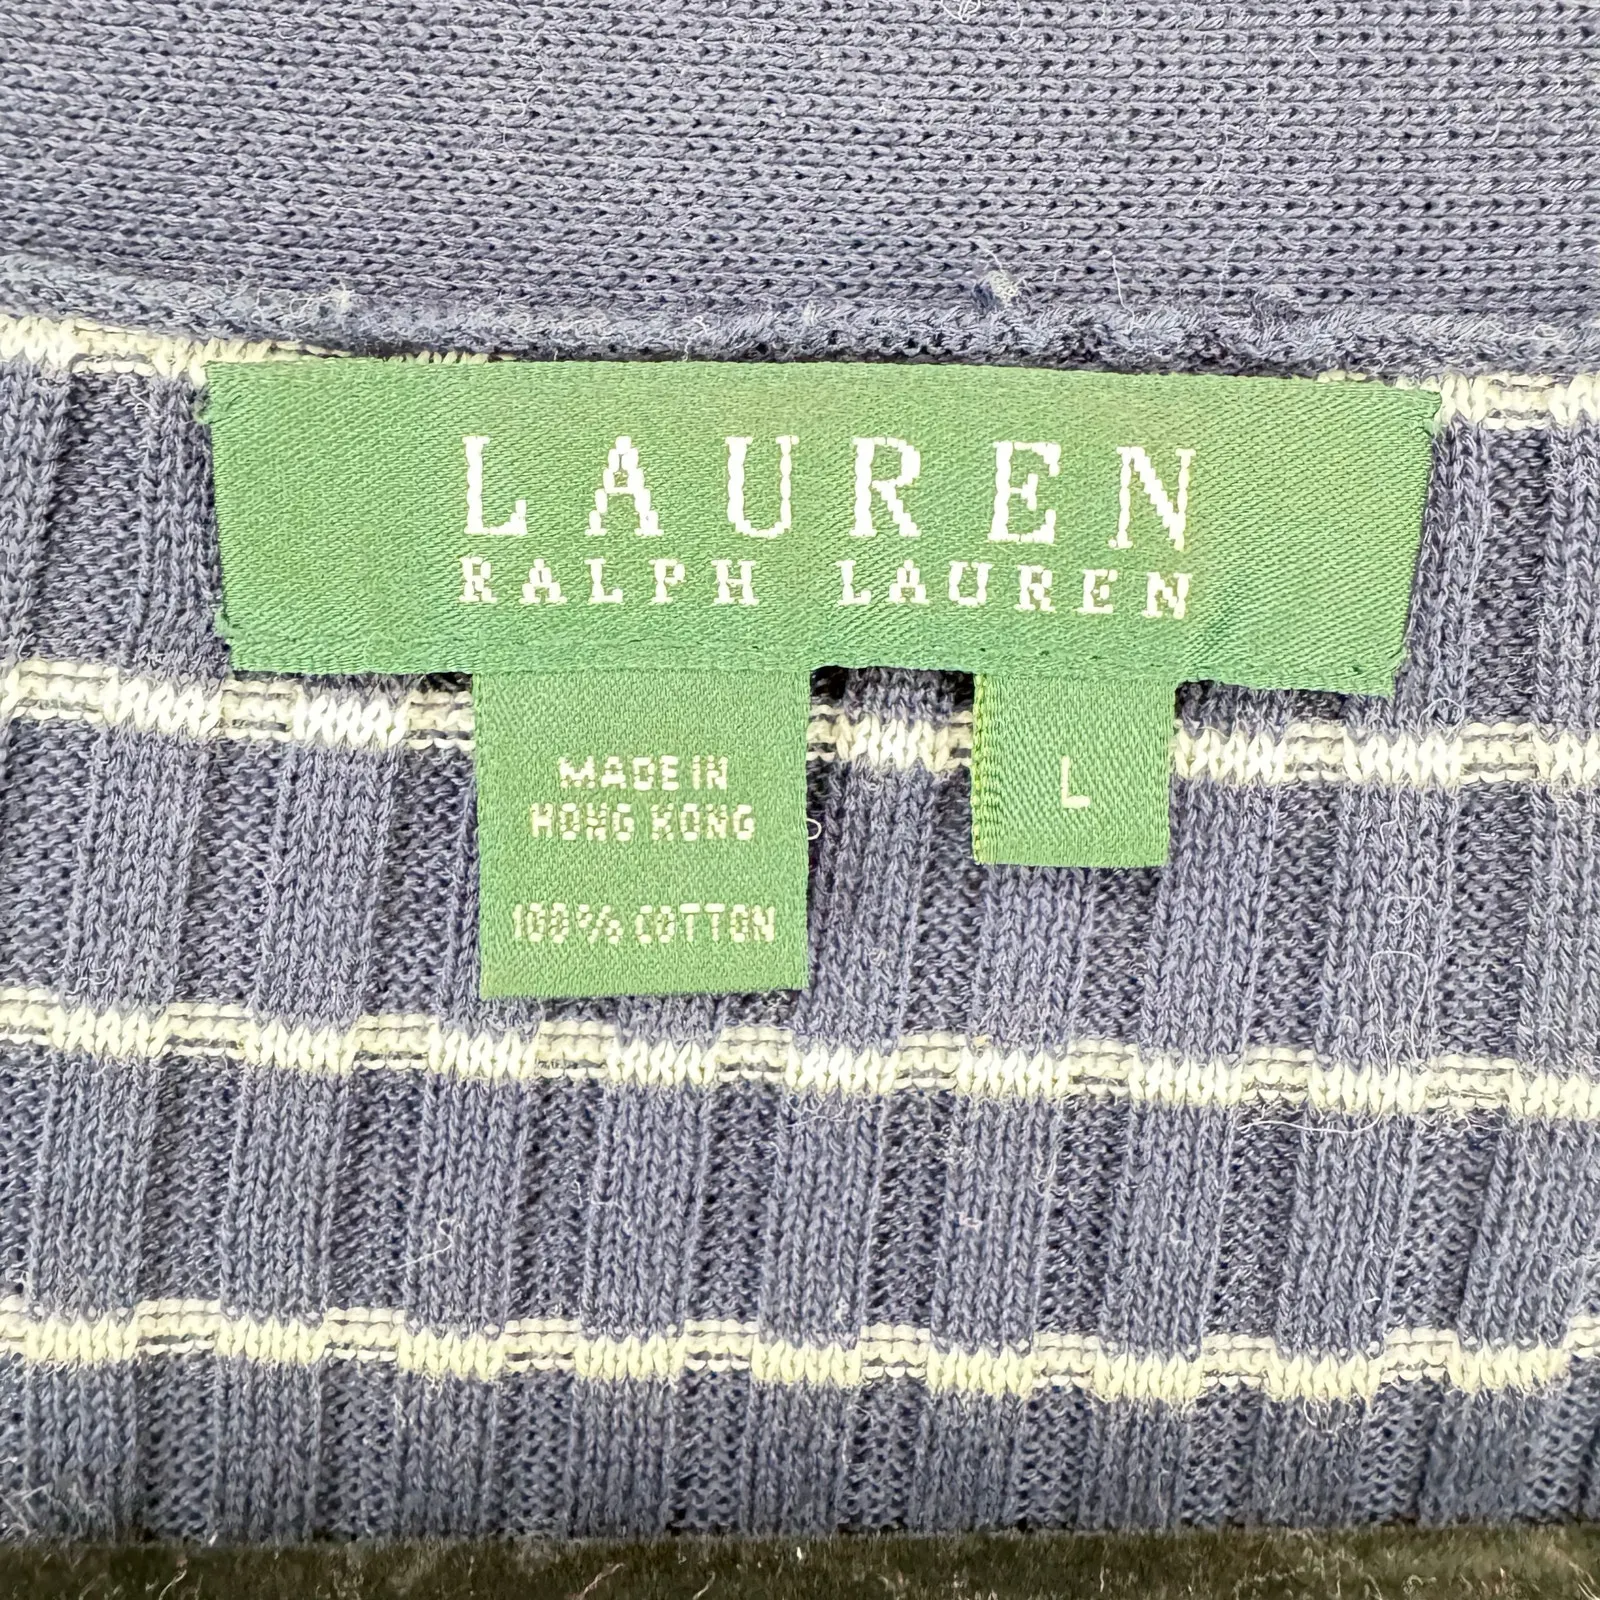 LAUREN
RALPH LAUREN
MADE IN
HONG KONG
100% COTTON
L